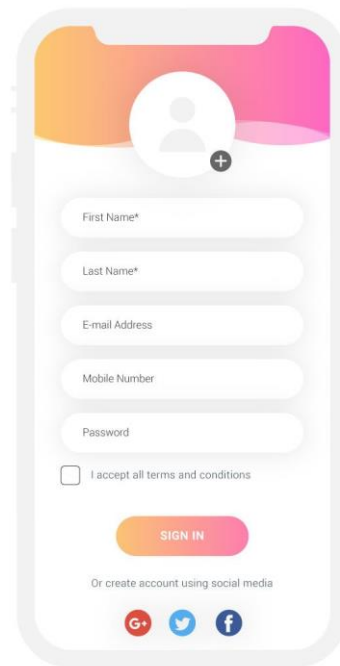 First Name*
Last Name*
E-mail Address
Mobile Number
Password
I accept all terms and conditions
SIGN IN
Or create account using social media
G+
f